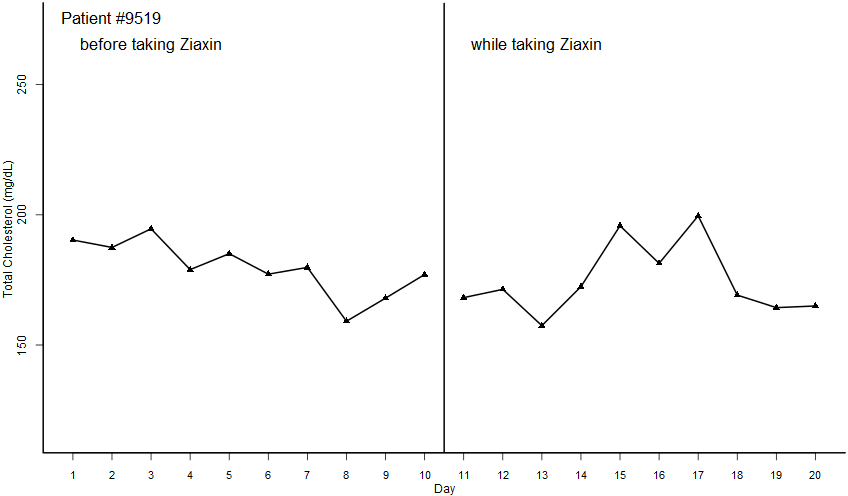 Patient #9519
before taking Ziaxin
while taking Ziaxin
Total Cholesterol (mg/dL)
250
200
150
1 2 3 4 5 6 7 8 9 10 11 12 13 14 15 16 17 18 19 20
Day